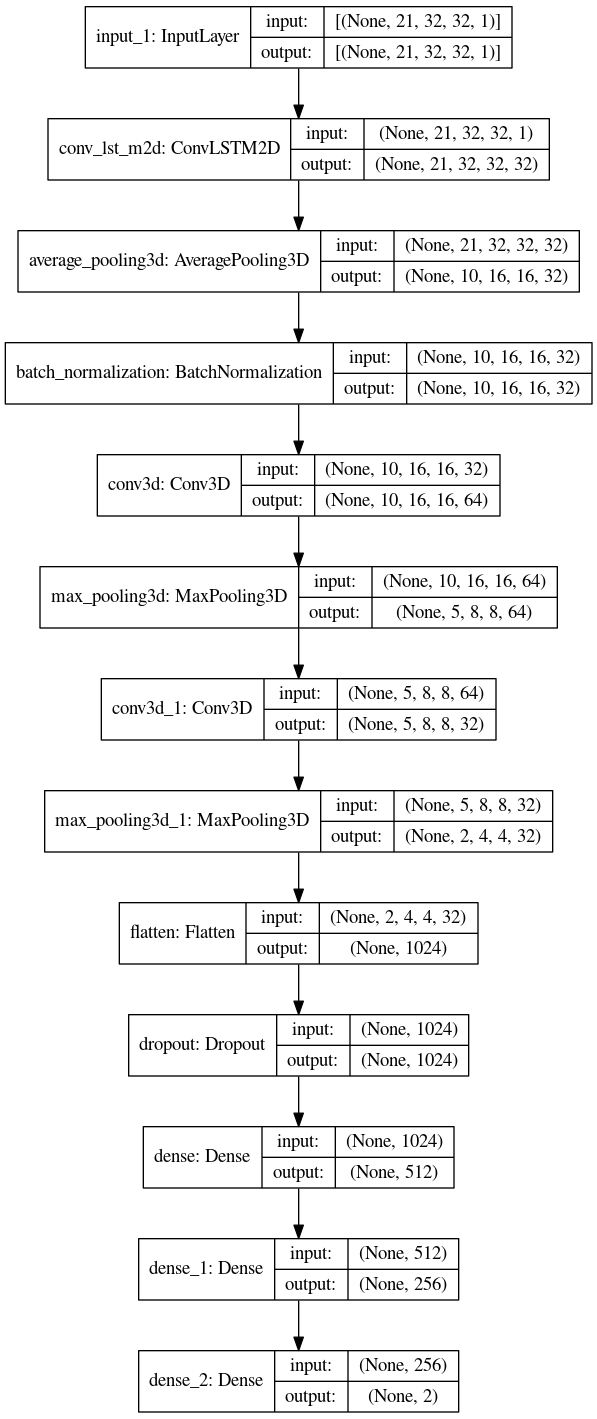 input_1: InputLayer
input: [(None, 21, 32, 32, 1)]
output: [(None, 21, 32, 32, 1)]
conv_lst_m2d: ConvLSTM2D
input: (None, 21, 32, 32, 1)
output: (None, 21, 32, 32, 32)
average_pooling3d: AveragePooling3D
input: (None, 21, 32, 32, 32)
output: (None, 10, 16, 16, 32)
batch_normalization: BatchNormalization
input: (None, 10, 16, 16, 32)
output: (None, 10, 16, 16, 32)
conv3d: Conv3D
input: (None, 10, 16, 16, 32)
output: (None, 10, 16, 16, 64)
max_pooling3d: MaxPooling3D
input: (None, 10, 16, 16, 64)
output: (None, 5, 8, 8, 64)
conv3d_1: Conv3D
input: (None, 5, 8, 8, 64)
output: (None, 5, 8, 8, 32)
max_pooling3d_1: MaxPooling3D
input: (None, 5, 8, 8, 32)
output: (None, 2, 4, 4, 32)
flatten: Flatten
input: (None, 2, 4, 4, 32)
output: (None, 1024)
dropout: Dropout
input: (None, 1024)
output: (None, 1024)
dense: Dense
input: (None, 1024)
output: (None, 512)
dense_1: Dense
input: (None, 512)
output: (None, 256)
dense_2: Dense
input: (None, 256)
output: (None, 2)